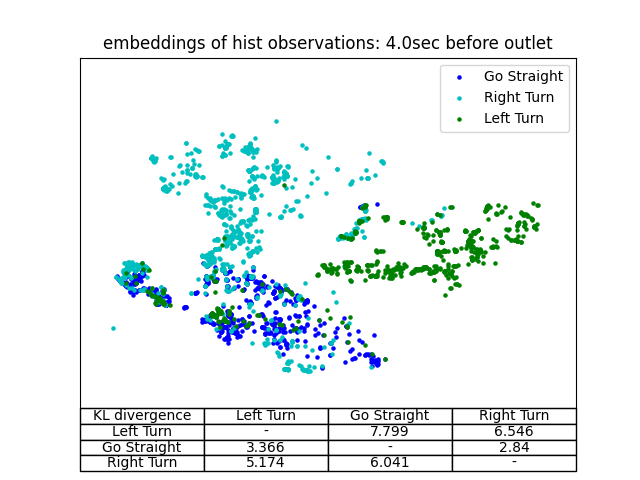 embeddings of hist observations: 4.0sec before outlet
Go Straight
Right Turn
Left Turn
KL divergence Left Turn Go Straight Right Turn
Left Turn - 7.799 6.546
Go Straight 3.366 - 2.84
Right Turn 5.174 6.041 -